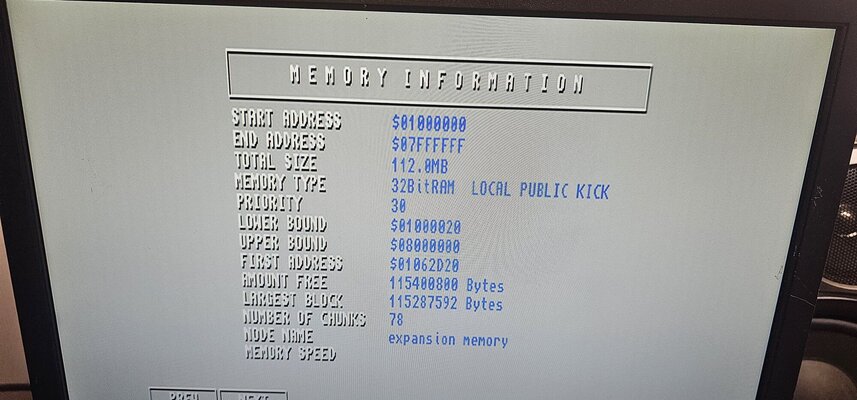 MEMORY INFORMATION
START ADDRESS $01000000
END ADDRESS $07FFFFFF
TOTAL SIZE 112.0MB
MEMORY TYPE 32BitRAM LOCAL PUBLIC KICK
PRIORITY 30
LOWER BOUND $01000020
UPPER BOUND $08000000
FIRST ADDRESS $01062D20
AMOUNT FREE 115400800 Bytes
LARGEST BLOCK 115287592 Bytes
NUMBER OF CHUNKS 78
NODE NAME expansion memory
MEMORY SPEED
PREV NEXT